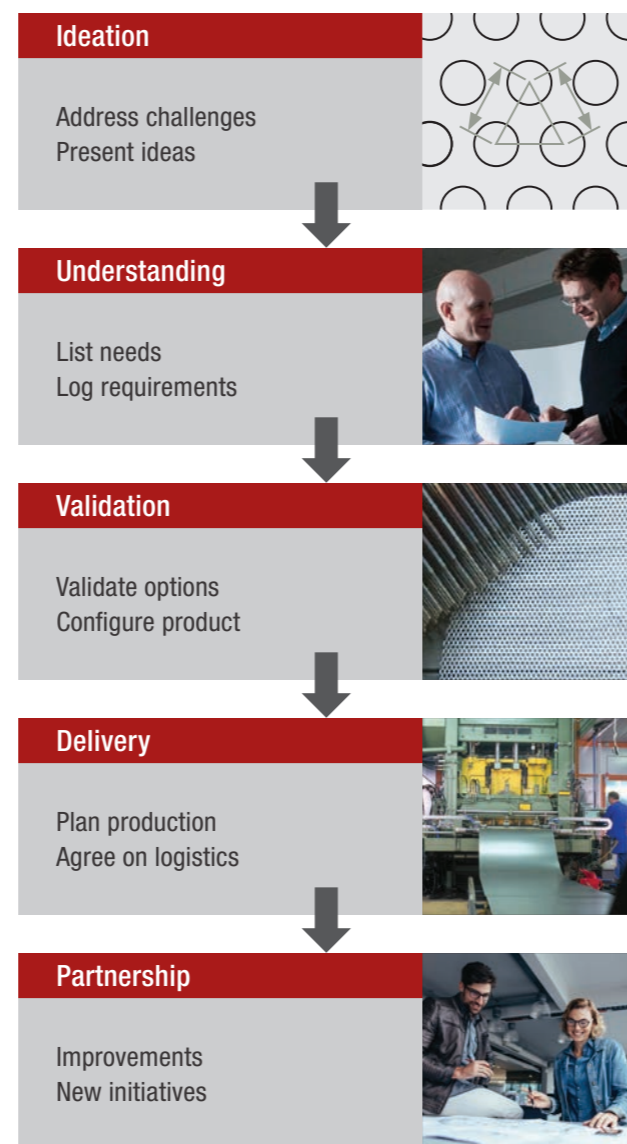 Ideation
Address challenges
Present ideas
Understanding
List needs
Log requirements
Validation
Validate options
Configure product
Delivery
Plan production
Agree on logistics
Partnership
Improvements
New initiatives